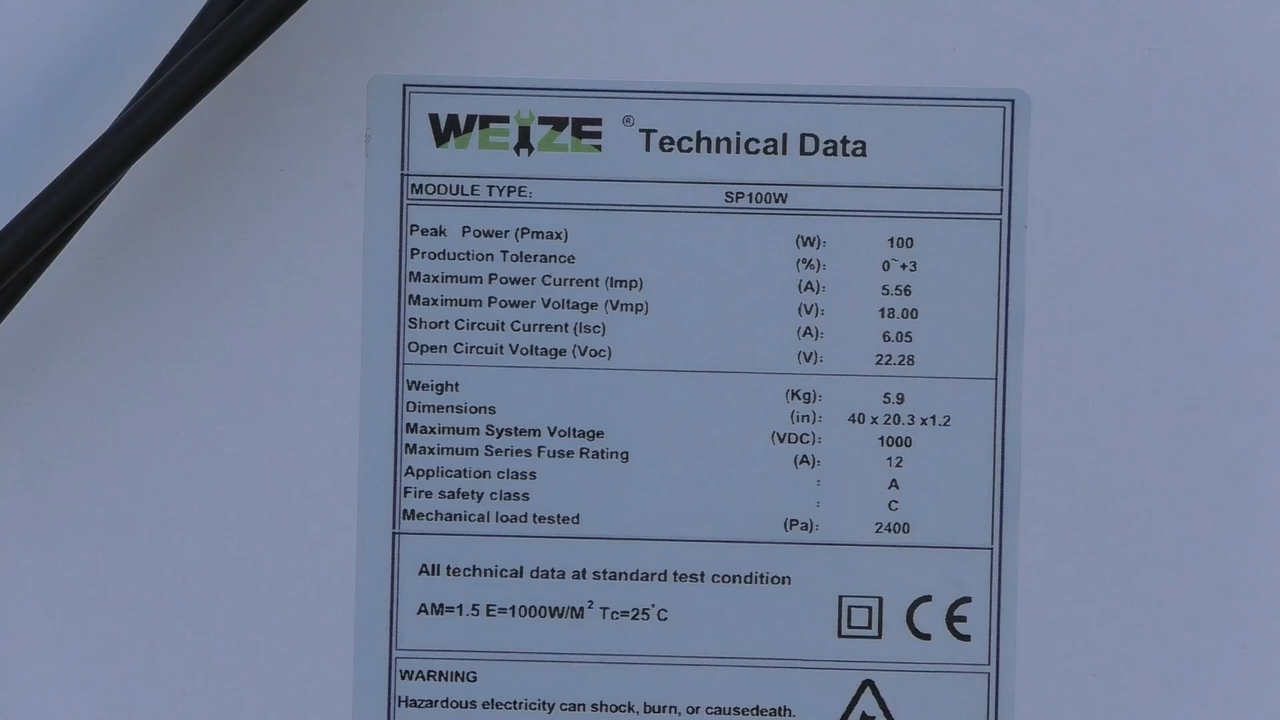 WEIZE ® Technical Data
MODULE TYPE: SP100W
Peak Power (Pmax) (W): 100
Production Tolerance (%): 0~+3
Maximum Power Current (Imp) (A): 5.56
Maximum Power Voltage (Vmp) (V): 18.00
Short Circuit Current (Isc) (A): 6.05
Open Circuit Voltage (Voc) (V): 22.28
Weight (Kg): 5.9
Dimensions (in): 40 x 20.3 x1.2
Maximum System Voltage (VDC): 1000
Maximum Series Fuse Rating (A): 12
Application class : A
Fire safety class : C
Mechanical load tested (Pa): 2400
All technical data at standard test condition
AM=1.5 E=1000W/M² Tc=25°C
CE
WARNING
Hazardous electricity can shock, burn, or causedeath.